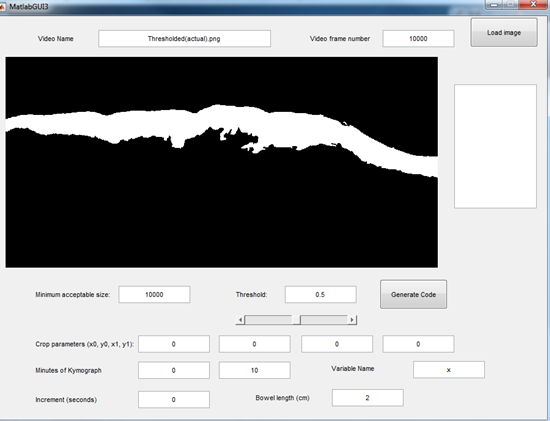 MatlabGUI3
Video Name Thresholded(actual).png Video frame number 10000 Load image
Minimum acceptable size: 10000 Threshold: 0.5 Generate Code
Crop parameters (x0, y0, x1, y1): 0 0 0 0
Minutes of Kymograph 0 10 Variable Name x
Increment (seconds) 0 Bowel length (cm) 2